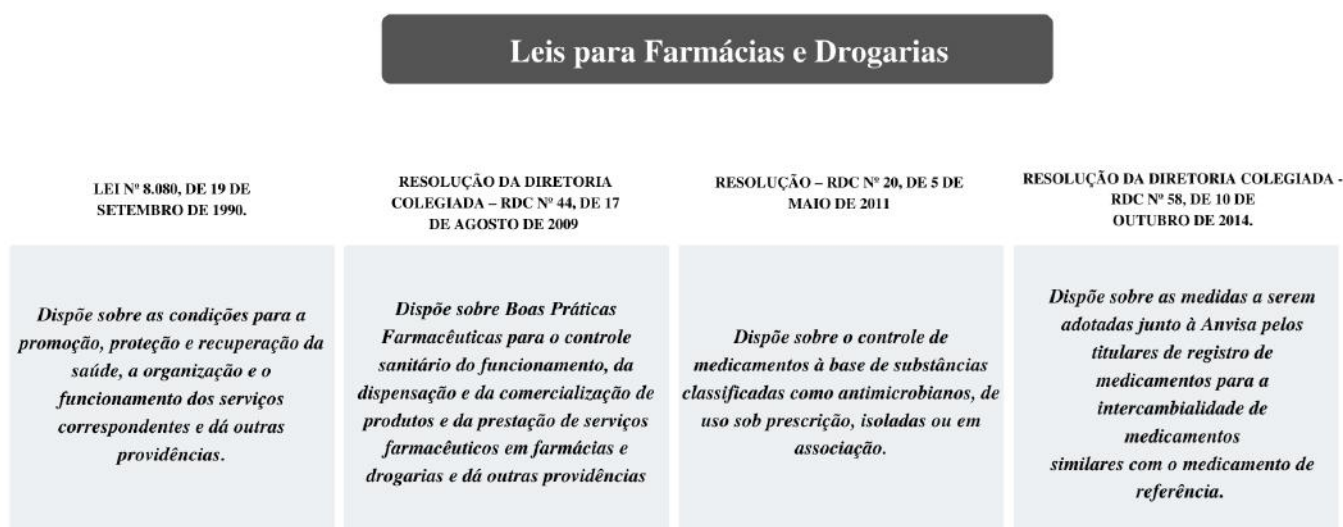 Leis para Farmácias e Drogarias
LEI Nº 8.080, DE 19 DE
SETEMBRO DE 1990.
Dispõe sobre as condições para a
promoção, proteção e recuperação da
saúde, a organização e o
funcionamento dos serviços
correspondentes e dá outras
providências.
RESOLUÇÃO DA DIRETORIA
COLEGIADA – RDC Nº 44, DE 17
DE AGOSTO DE 2009
Dispõe sobre Boas Práticas
Farmacêuticas para o controle
sanitário do funcionamento, da
dispensação e da comercialização de
produtos e da prestação de serviços
farmacêuticos em farmácias e
drogarias e dá outras providências
RESOLUÇÃO – RDC Nº 20, DE 5 DE
MAIO DE 2011
Dispõe sobre o controle de
medicamentos à base de substâncias
classificadas como antimicrobianos, de
uso sob prescrição, isoladas ou em
associação.
RESOLUÇÃO DA DIRETORIA COLEGIADA -
RDC Nº 58, DE 10 DE
OUTUBRO DE 2014.
Dispõe sobre as medidas a serem
adotadas junto à Anvisa pelos
titulares de registro de
medicamentos para a
intercambialidade de
medicamentos
similares com o medicamento de
referência.